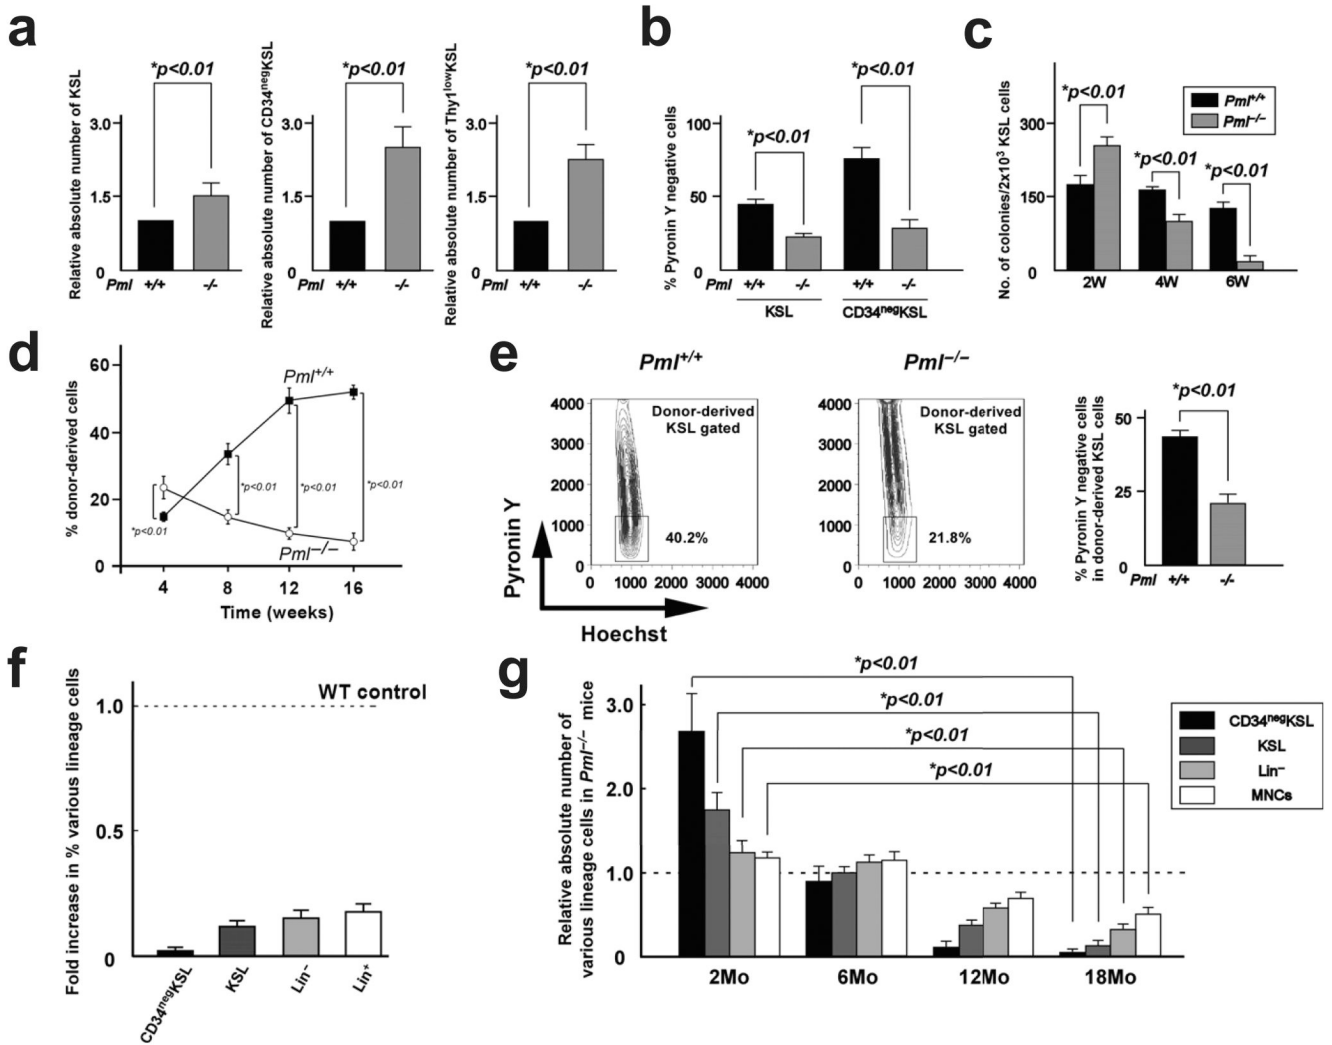 a
Relative absolute number of KSL
*p<0.01
3.0
1.5
0
Pml +/+ -/-
Relative absolute number of CD34negKSL
*p<0.01
3.0
1.5
0
+/+ -/-
Relative absolute number of Thy1lowKSL
*p<0.01
3.0
1.5
0
Pml +/+ -/-
b
% Pyronin Y negative cells
*p<0.01
*p<0.01
100
50
0
Pml +/+ -/- +/+ -/-
KSL CD34negKSL
c
No. of colonies/2x10³ KSL cells
*p<0.01
*p<0.01
*p<0.01
Pml+/+
Pml−/−
300
150
0
2W 4W 6W
d
% donor-derived cells
60
40
20
0
Pml+/+
*p<0.01
*p<0.01
*p<0.01
*p<0.01
Pml−/−
4 8 12 16
Time (weeks)
e
Pml+/+
Donor-derived
KSL gated
4000
3000
2000
1000
0
40.2%
0 1000 2000 3000 4000
Pml−/−
Donor-derived
KSL gated
4000
3000
2000
1000
0
21.8%
0 1000 2000 3000 4000
Pyronin Y
Hoechst
% Pyronin Y negative cells
in donor-derived KSL cells
*p<0.01
50
25
0
Pml +/+ -/-
f
Fold increase in % various lineage cells
WT control
1.0
0.5
0
CD34negKSL
KSL
Lin−
Lin+
g
Relative absolute number of
various lineage cells in Pml−/− mice
*p<0.01
*p<0.01
*p<0.01
*p<0.01
3.0
2.0
1.0
0
2Mo 6Mo 12Mo 18Mo
CD34negKSL
KSL
Lin−
MNCs